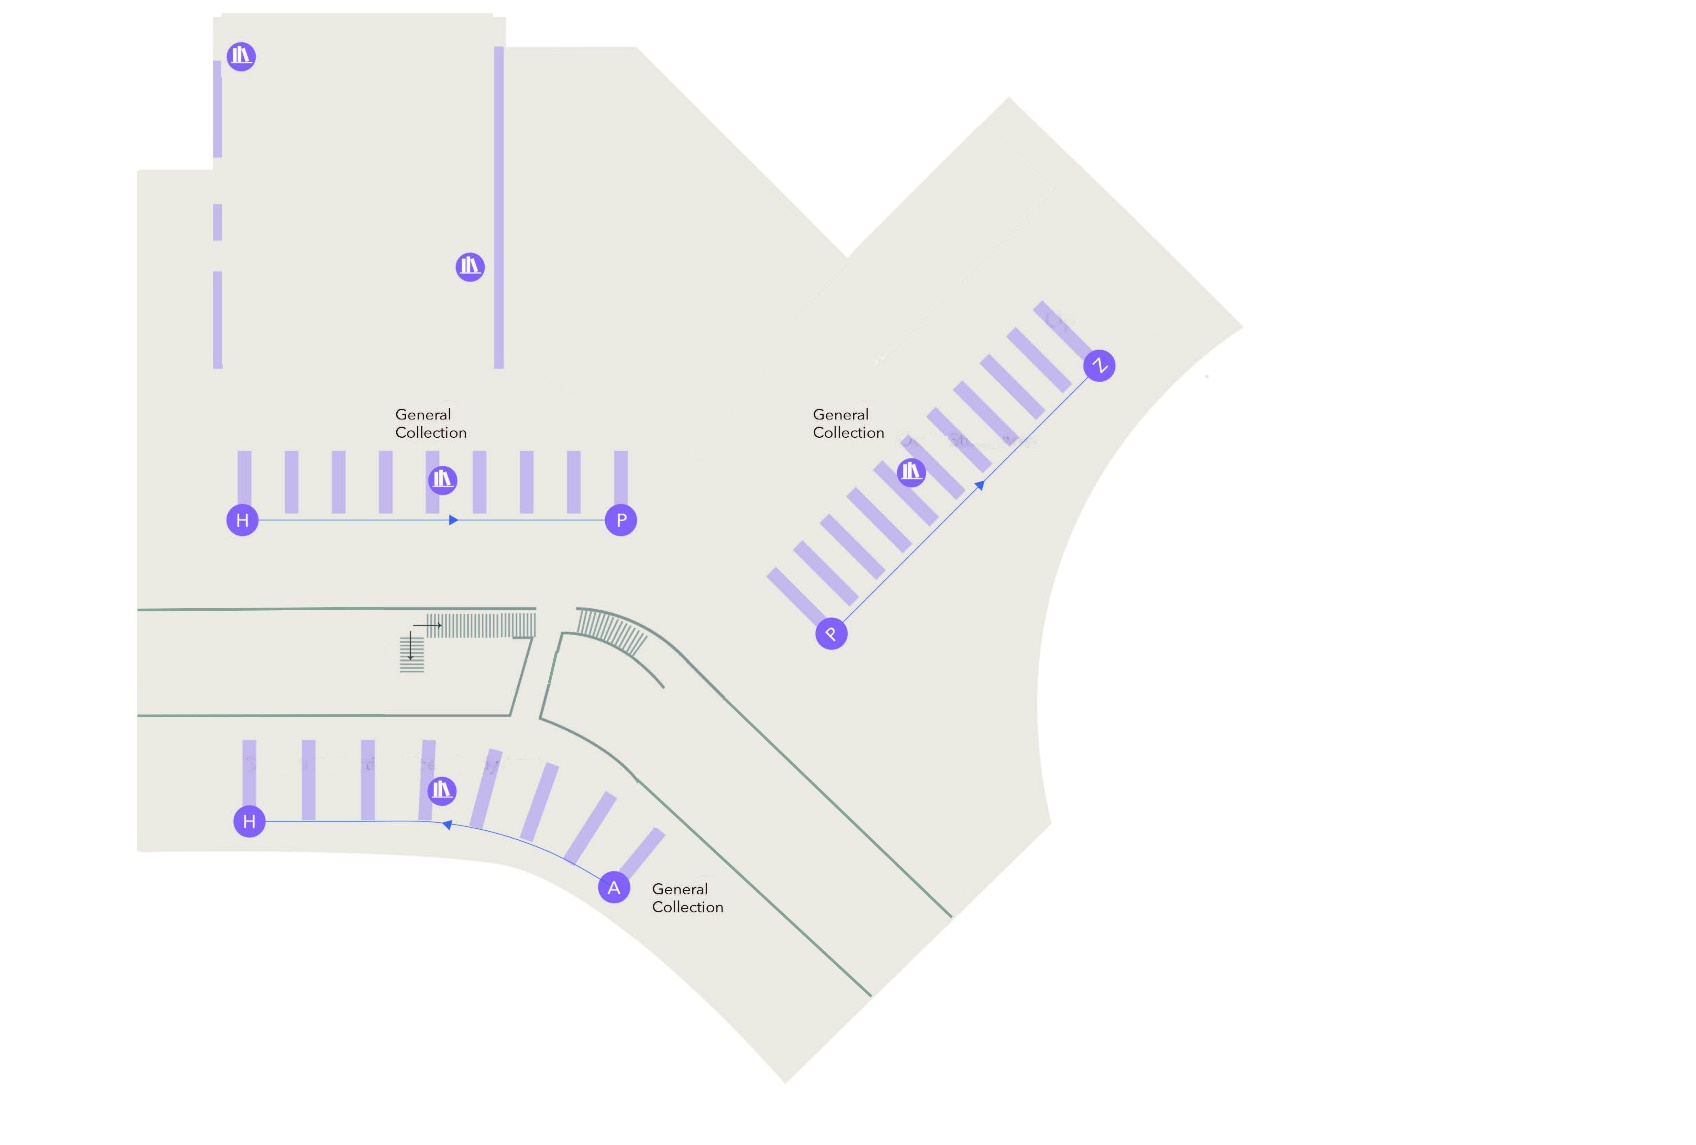 General
Collection
General
Collection
H
P
Z
P
H
A
General
Collection